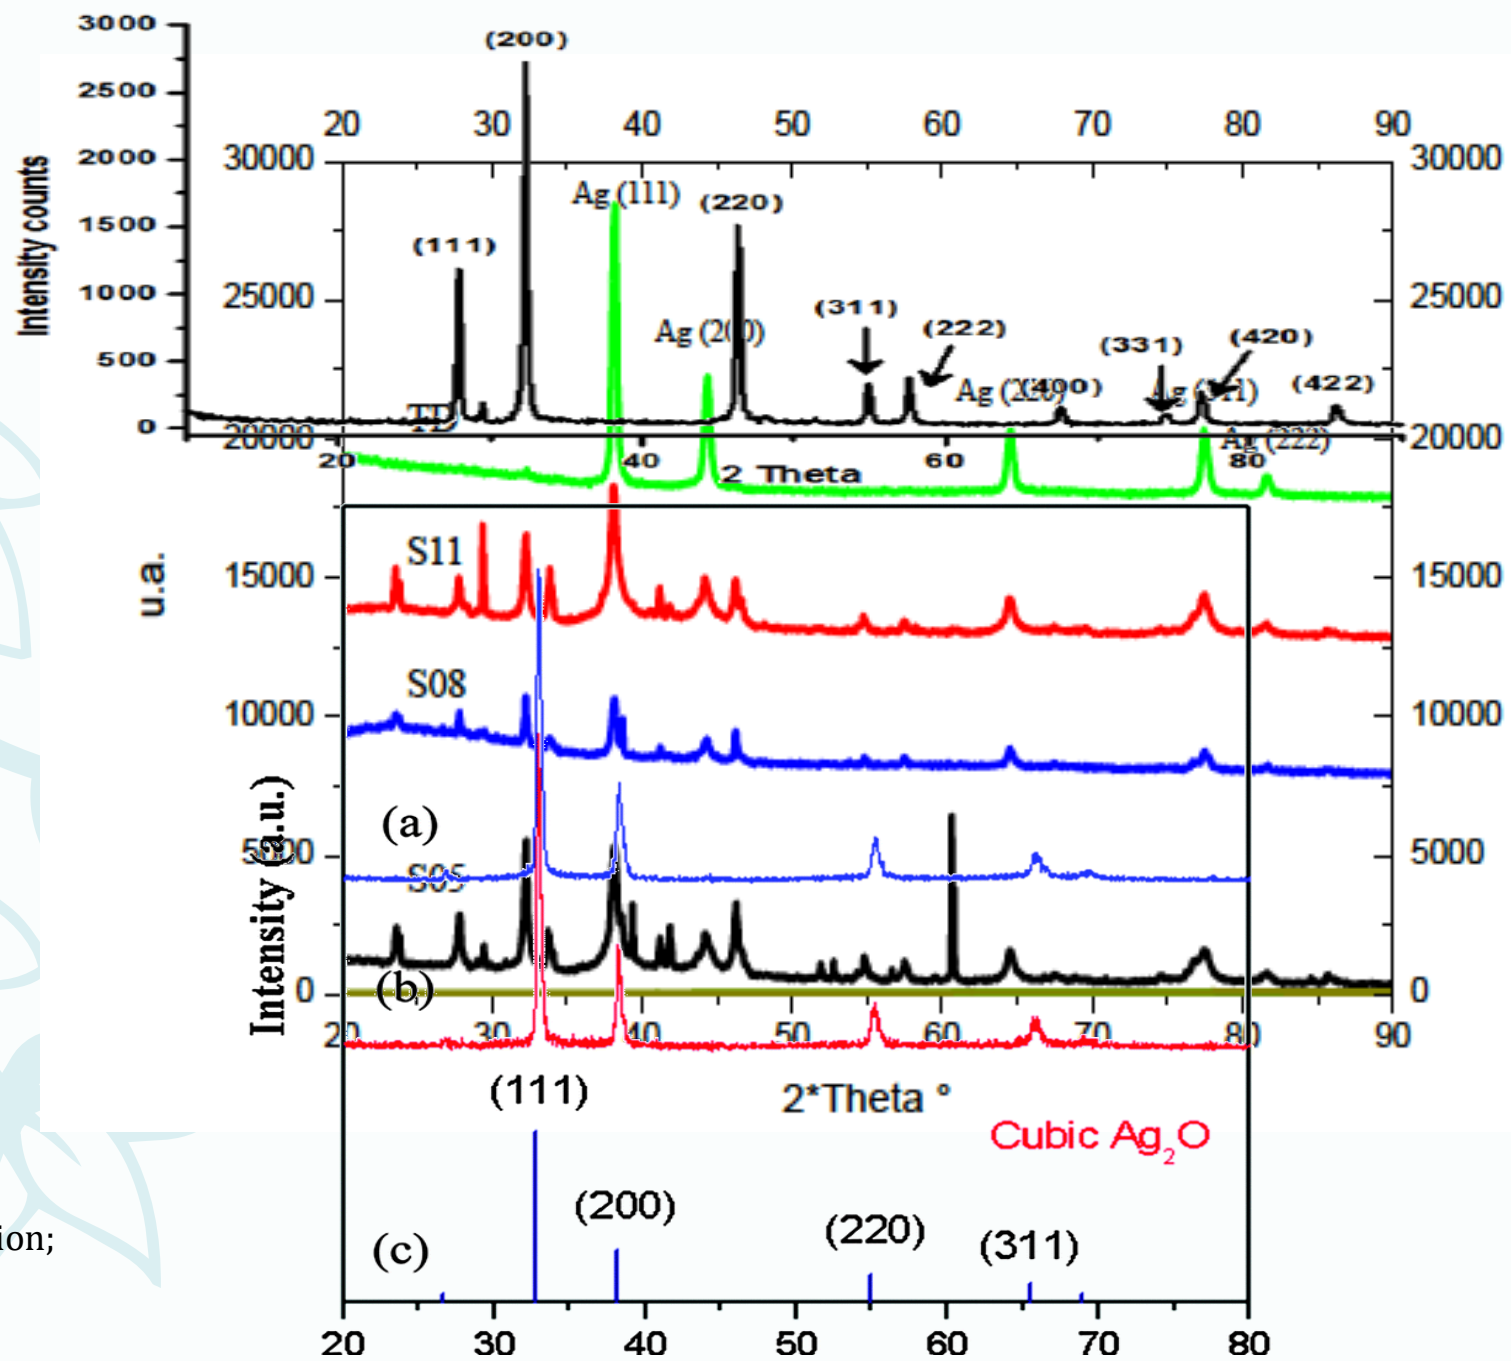 3000
(200)
2500
20 30 40 50 60 70 80 90
2000
30000 30000
Ag (111)
(220)
1500
Intensity counts
(111)
1000
25000 25000
(311)
(222)
Ag (200)
(331)
(420)
500
(400)
(422)
0
20000 20000
Ag (222)
20 40 60 80
2 Theta
S11
15000 15000
u.a.
S08
10000 10000
(a)
5000 5000
S05
Intensity (a.u.)
(b)
0 0
20 30 40 50 60 70 80 90
(111)
2*Theta °
Cubic Ag₂O
(200)
(220)
(311)
(c)
ion;
20 30 40 50 60 70 80